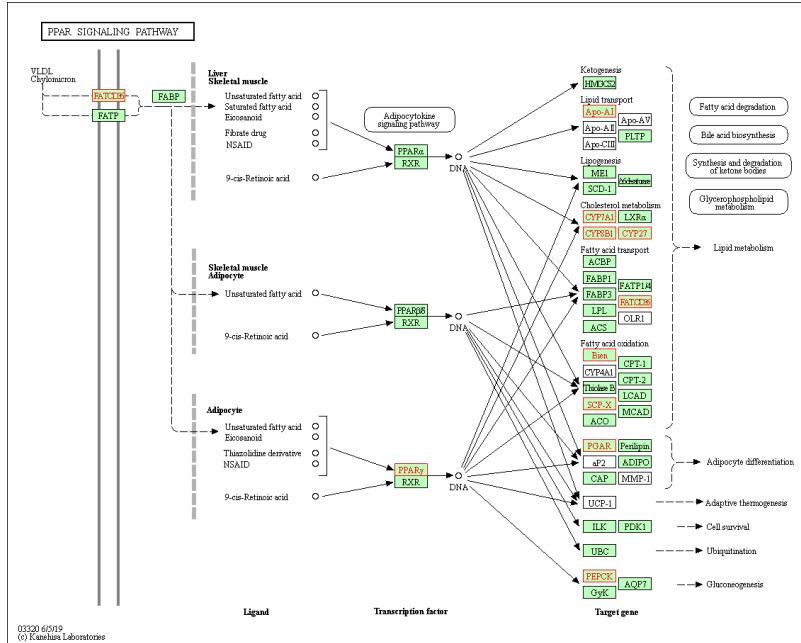 PPAR SIGNALING PATHWAY
VLDL
Chylomicron
FATCD36
FATP
FABP
Liver
Skeletal muscle
Unsaturated fatty acid
Saturated fatty acid
Eicosanoid
Fibrate drug
NSAID
9-cis-Retinoic acid
Adipocytokine
signaling pathway
PPARα
RXR
DNA
Skeletal muscle
Adipocyte
Unsaturated fatty acid
9-cis-Retinoic acid
PPARβ/δ
RXR
DNA
Adipocyte
Unsaturated fatty acid
Eicosanoid
Thiazolidine derivative
NSAID
9-cis-Retinoic acid
PPARγ
RXR
DNA
Ketogenesis
HMGCS2
Lipid transport
Apo-AI
Apo-AII
Apo-AV
Apo-CIII
PLTP
Lipogenesis
ME1
SCD-1
Δ6desaturase
Cholesterol metabolism
CYP7A1
LXRα
CYP8B1
CYP27
Fatty acid transport
ACBP
FABP1
FATP1/4
FABP3
FATCD36
LPL
OLR1
ACS
Fatty acid oxidation
Bien
CPT-1
CYP4A1
CPT-2
Thiolase B
LCAD
SCP-X
MCAD
ACO
PGAR
Perilipin
aP2
ADIPO
CAP
MMP-1
UCP-1
ILK
PDK1
UBC
PEPCK
AQP7
GyK
Fatty acid degradation
Bile acid biosynthesis
Synthesis and degradation
of ketone bodies
Glycerophospholipid
metabolism
Lipid metabolism
Adipocyte differentiation
Adaptive thermogenesis
Cell survival
Ubiquitination
Gluconeogenesis
Ligand
Transcription factor
Target gene
03320 6/5/19
(c) Kanehisa Laboratories